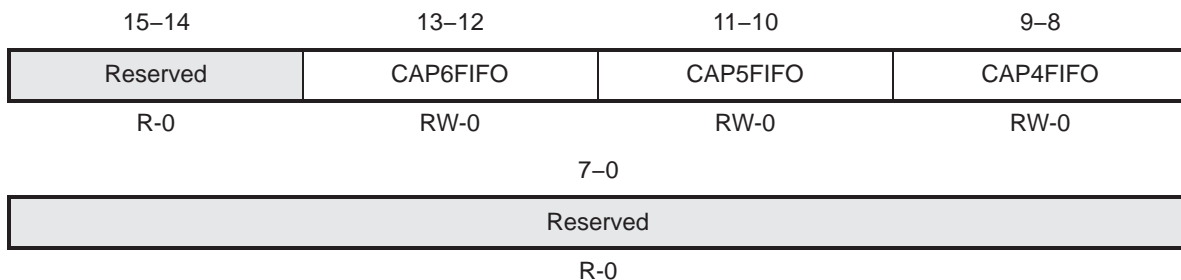 15–14 13–12 11–10 9–8
Reserved CAP6FIFO CAP5FIFO CAP4FIFO
R-0 RW-0 RW-0 RW-0
7–0
Reserved
R-0